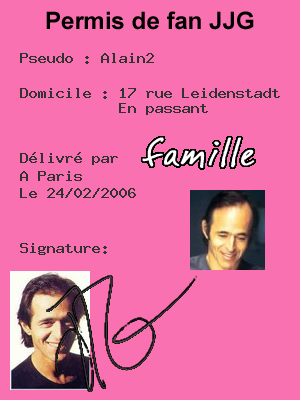 Permis de fan JJG
Pseudo : Alain2
Domicile : 17 rue Leidenstadt
En passant
Délivré par famille
A Paris
Le 24/02/2006
Signature: